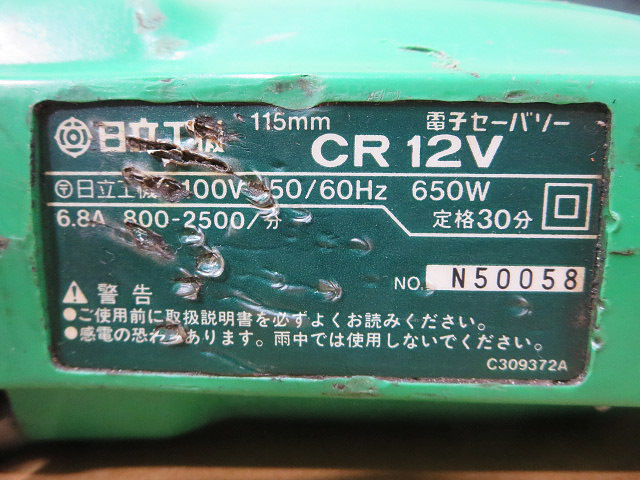 日立工機 115mm 電子セーバソー
CR 12V
〒日立工機 100V 50/60Hz 650W
6.8A 800-2500/分 定格30分
NO. N50058
警告
●ご使用前に取扱説明書を必ずよくお読みください。
●感電の恐れあります。雨中では使用しないでください。
C309372A